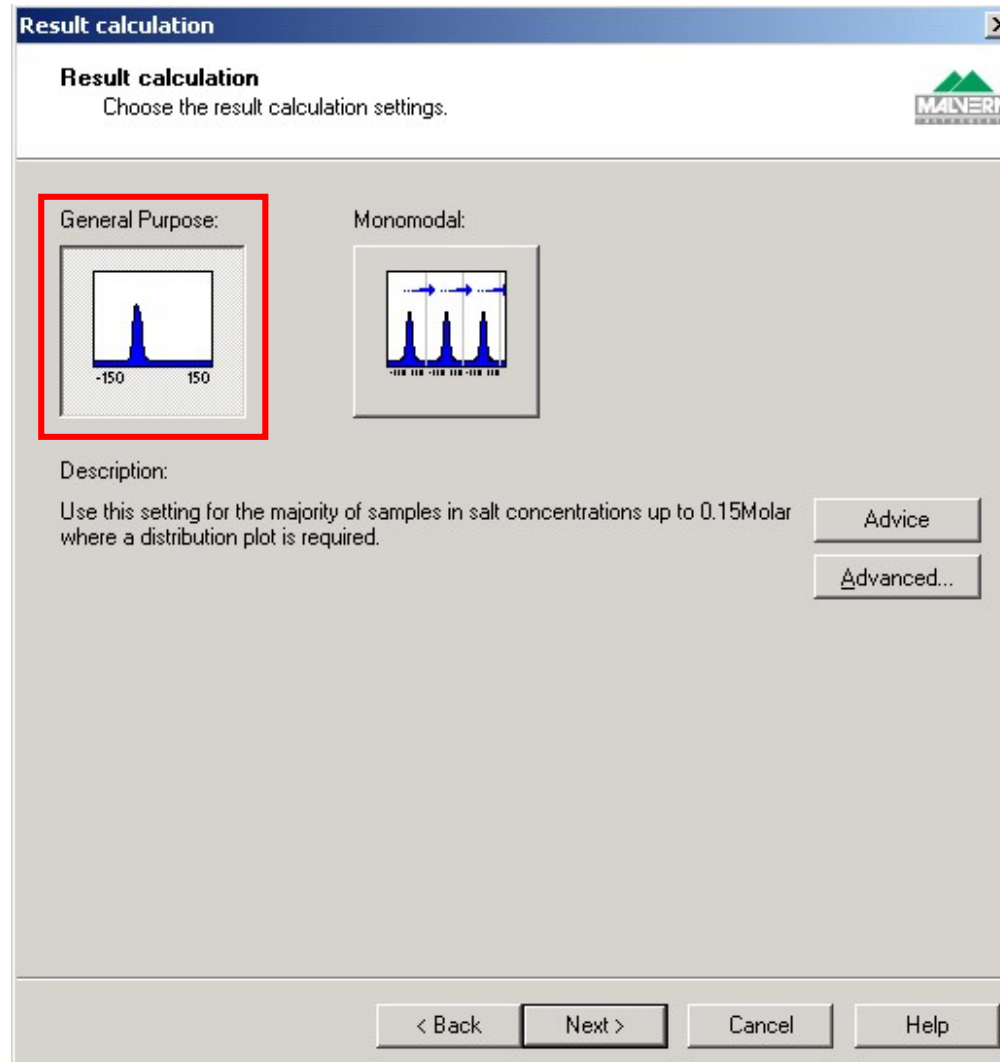 Result calculation
Result calculation
Choose the result calculation settings.
MALVERN
General Purpose:
Monomodal:
-150 150
Description:
Use this setting for the majority of samples in salt concentrations up to 0.15Molar
where a distribution plot is required.
Advice
Advanced...
< Back
Next >
Cancel
Help